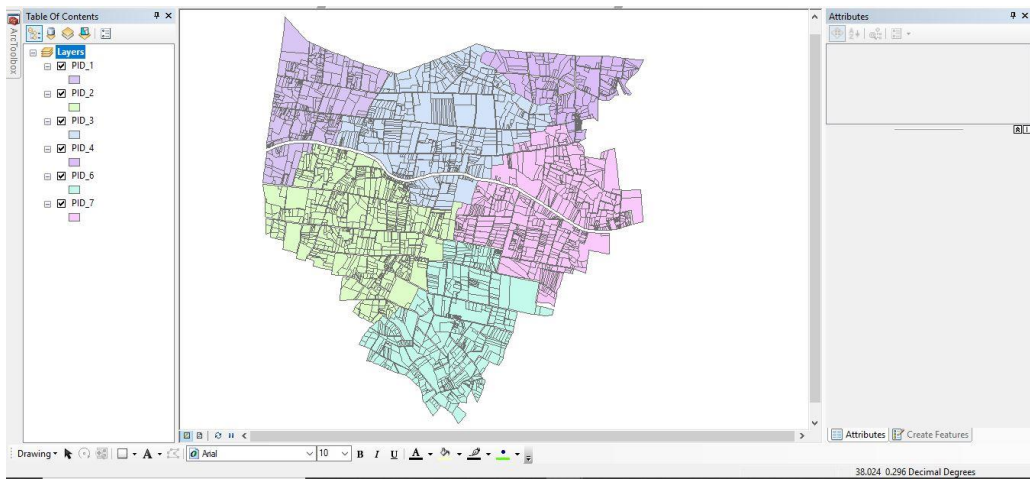 Table Of Contents
ArcToolbox
Layers
PID_1
PID_2
PID_3
PID_4
PID_6
PID_7
Attributes
Attributes Create Features
Drawing A Arial 10 B I U A
38.024 0.296 Decimal Degrees